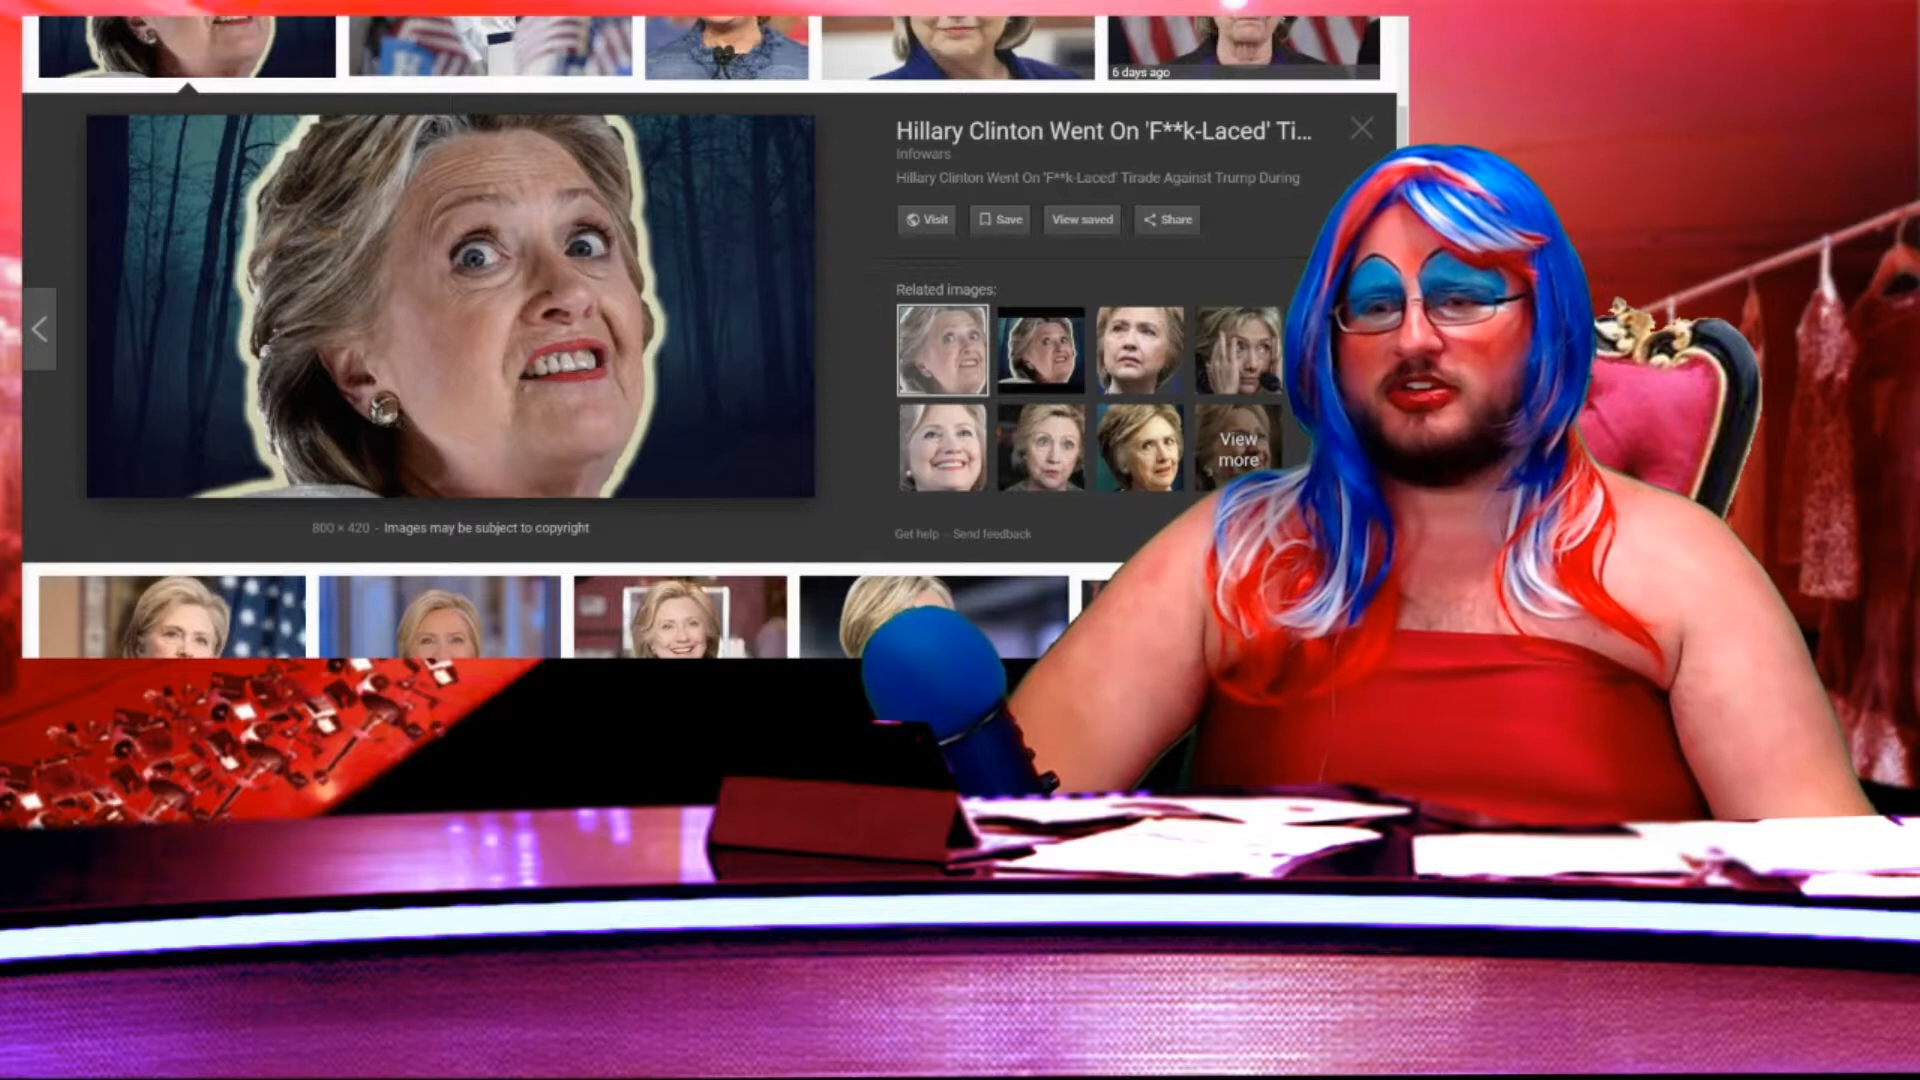 6 days ago
Hillary Clinton Went On 'F**k-Laced' Ti...
Infowars
Hillary Clinton Went On 'F**k-Laced' Tirade Against Trump During
Visit
Save
View saved
Share
Related images:
View
more
800 × 420 - Images may be subject to copyright
Get help - Send feedback